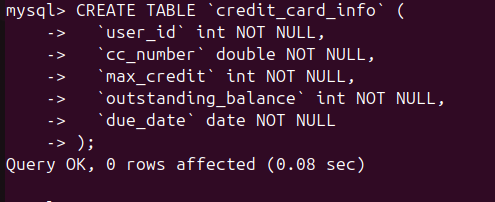 mysql> CREATE TABLE `credit_card_info` (
    ->   `user_id` int NOT NULL,
    ->   `cc_number` double NOT NULL,
    ->   `max_credit` int NOT NULL,
    ->   `outstanding_balance` int NOT NULL,
    ->   `due_date` date NOT NULL
    -> );
Query OK, 0 rows affected (0.08 sec)